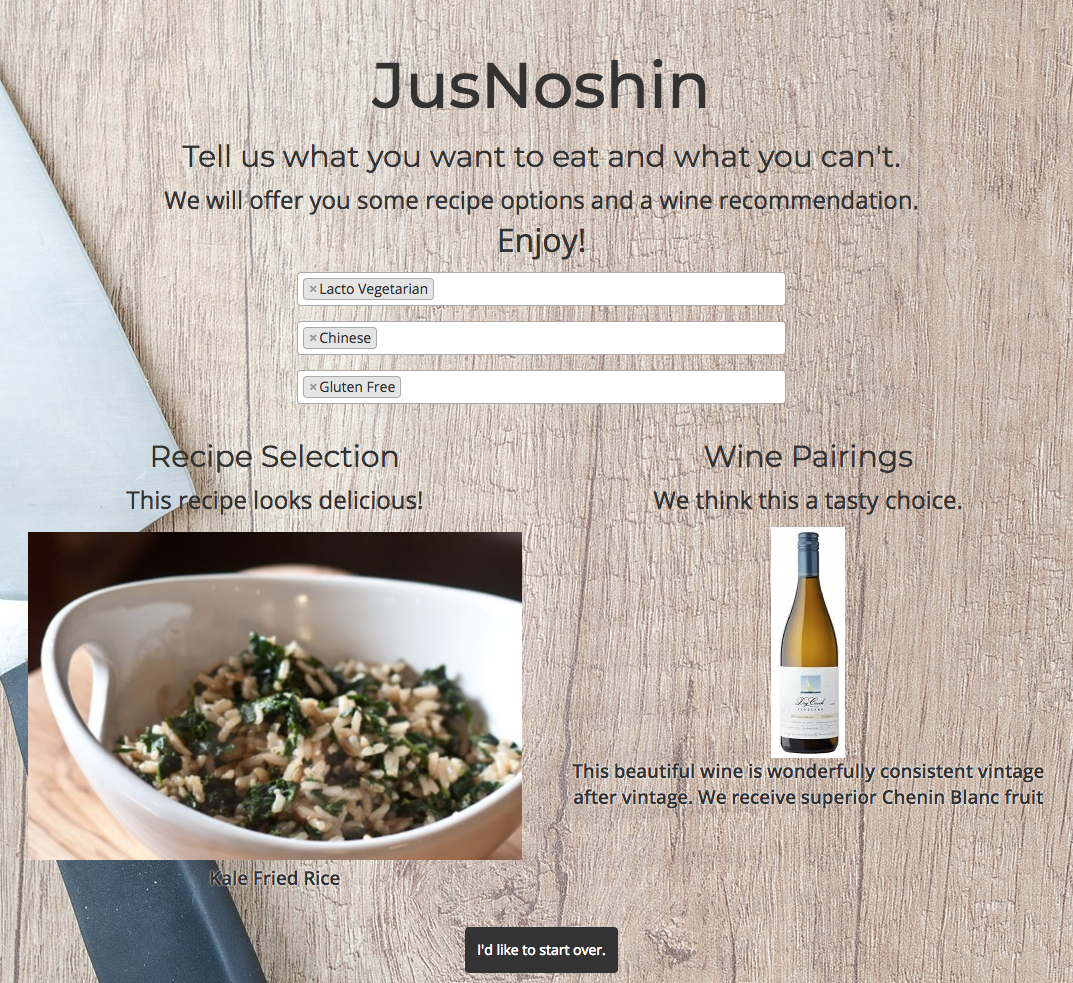 JusNoshin
Tell us what you want to eat and what you can't.
We will offer you some recipe options and a wine recommendation.
Enjoy!
×Lacto Vegetarian
×Chinese
×Gluten Free
Recipe Selection
This recipe looks delicious!
Kale Fried Rice
Wine Pairings
We think this a tasty choice.
Dry Creek
VINEYARD
This beautiful wine is wonderfully consistent vintage
after vintage. We receive superior Chenin Blanc fruit
I'd like to start over.